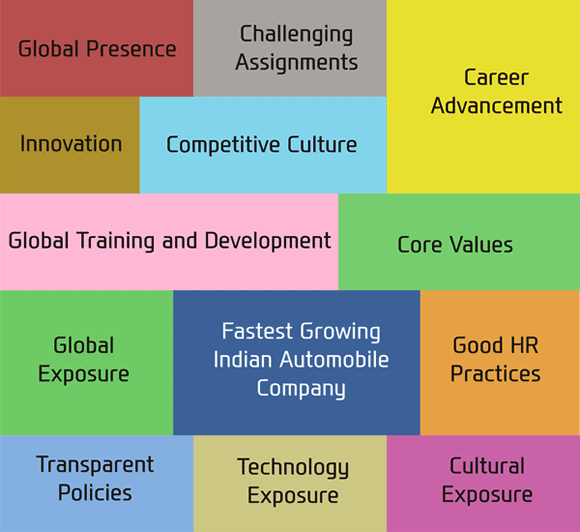 Global Presence
Challenging
Assignments
Career
Advancement
Innovation
Competitive Culture
Global Training and Development
Core Values
Global
Exposure
Fastest Growing
Indian Automobile
Company
Good HR
Practices
Transparent
Policies
Technology
Exposure
Cultural
Exposure